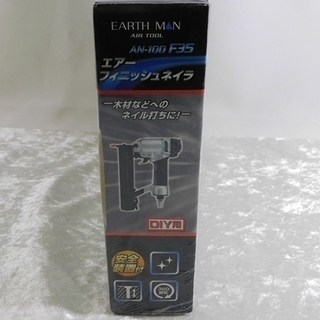 EARTH MAN
AIR TOOL
AN-100 F35
エアー
フィニッシュネイラ
木材などへの
ネイル打ちに!
DIY用
安全
装置付